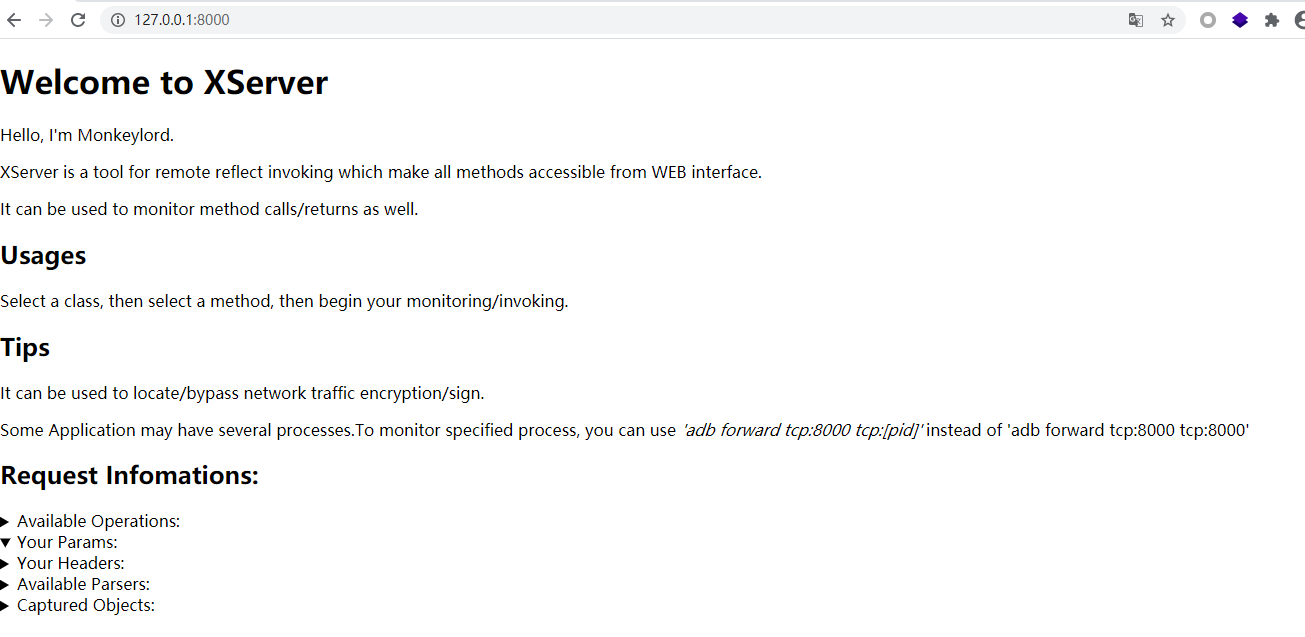 127.0.0.1:8000
Welcome to XServer
Hello, I'm Monkeylord.
XServer is a tool for remote reflect invoking which make all methods accessible from WEB interface.
It can be used to monitor method calls/returns as well.
Usages
Select a class, then select a method, then begin your monitoring/invoking.
Tips
It can be used to locate/bypass network traffic encryption/sign.
Some Application may have several processes.To monitor specified process, you can use 'adb forward tcp:8000 tcp:[pid]' instead of 'adb forward tcp:8000 tcp:8000'
Request Infomations:
Available Operations:
Your Params:
Your Headers:
Available Parsers:
Captured Objects: